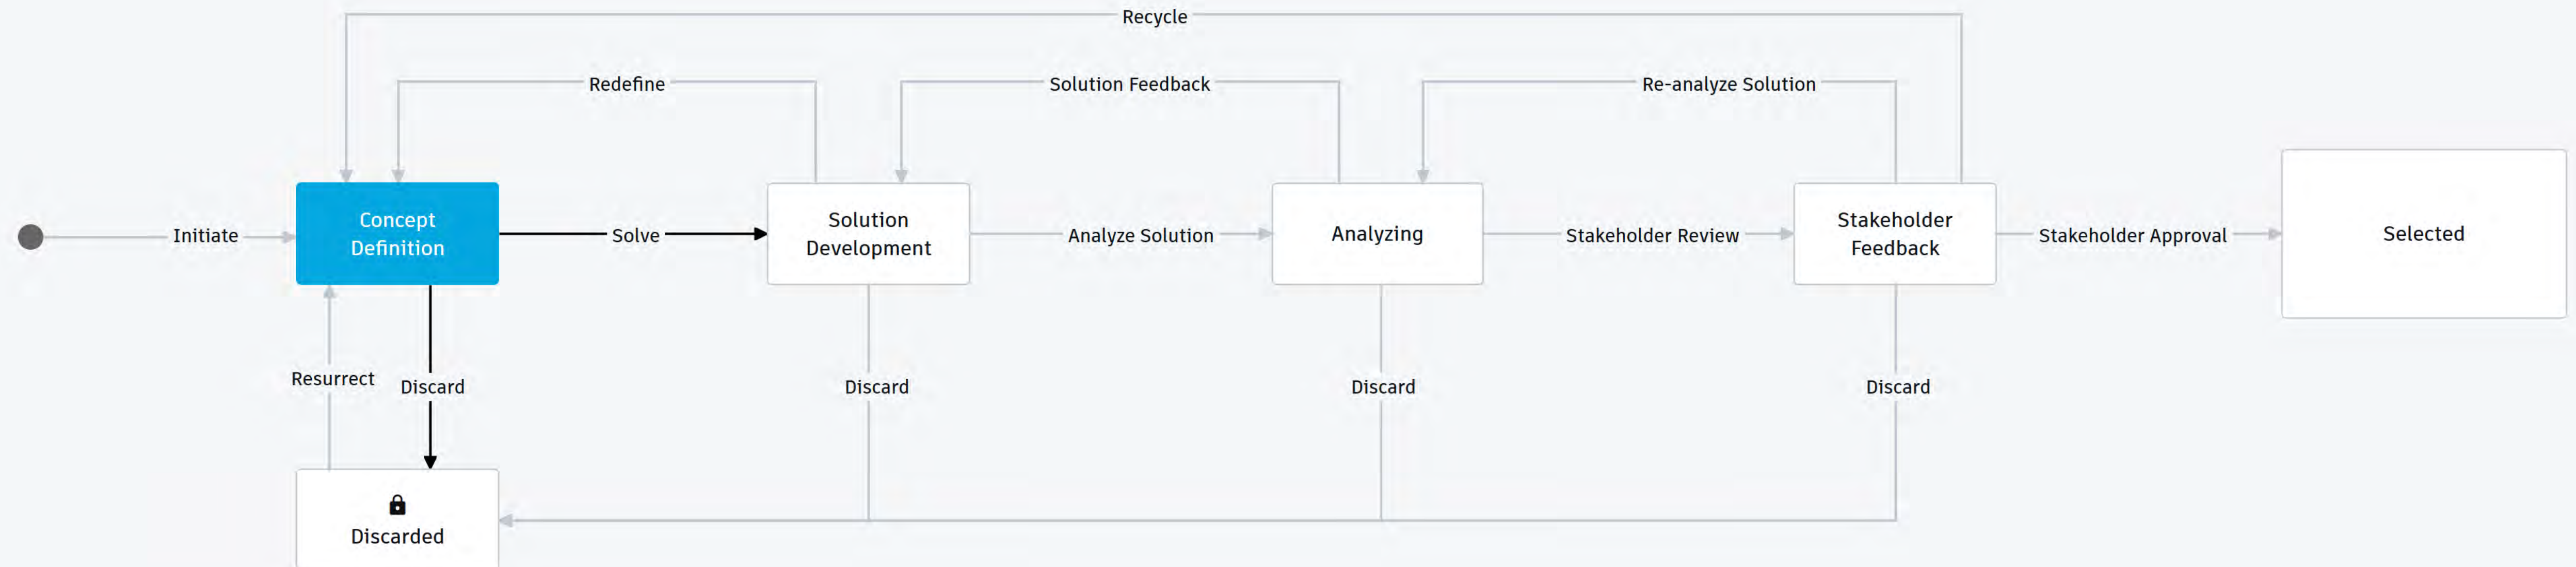 Recycle
Redefine
Solution Feedback
Re-analyze Solution
Initiate
Concept
Definition
Solve
Solution
Development
Analyze Solution
Analyzing
Stakeholder Review
Stakeholder
Feedback
Stakeholder Approval
Selected
Resurrect
Discard
Discard
Discard
Discard
Discarded